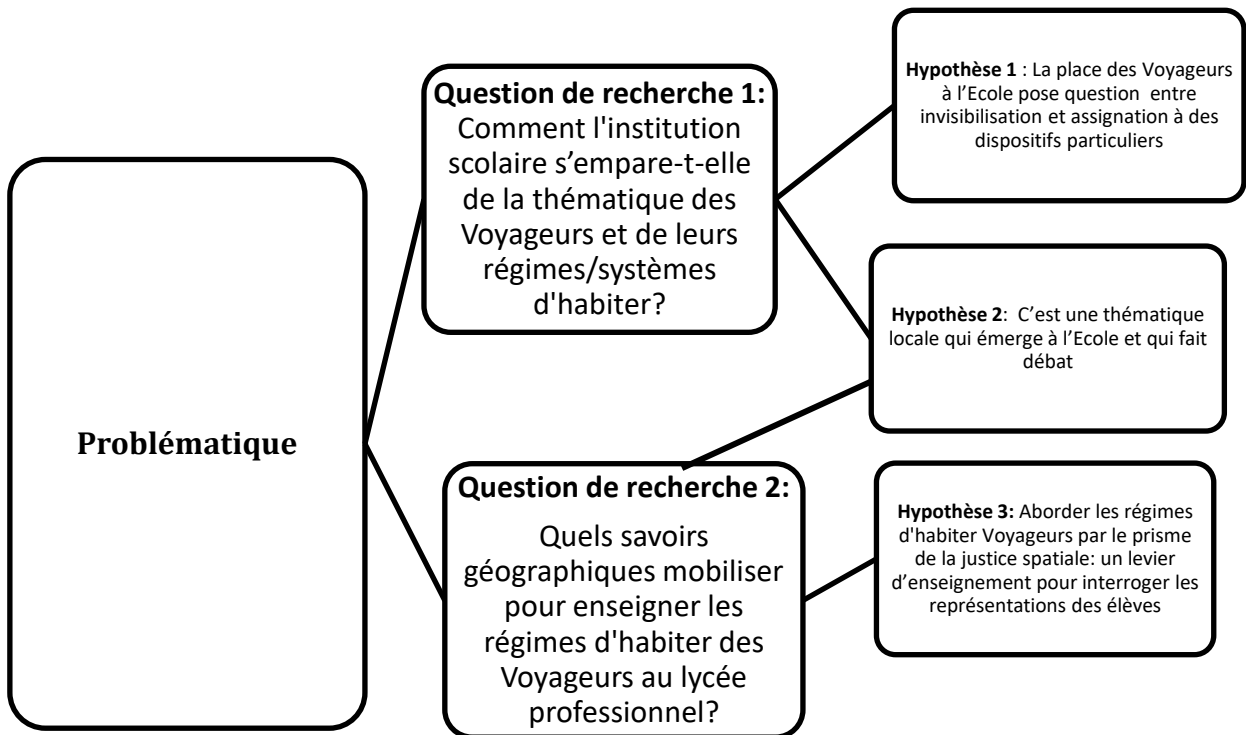 Problématique
Question de recherche 1:
Comment l'institution
scolaire s’empare-t-elle
de la thématique des
Voyageurs et de leurs
régimes/systèmes
d'habiter?
Question de recherche 2:
Quels savoirs
géographiques mobiliser
pour enseigner les
régimes d'habiter des
Voyageurs au lycée
professionnel?
Hypothèse 1 : La place des Voyageurs
à l’Ecole pose question entre
invisibilisation et assignation à des
dispositifs particuliers
Hypothèse 2: C’est une thématique
locale qui émerge à l’Ecole et qui fait
débat
Hypothèse 3: Aborder les régimes
d'habiter Voyageurs par le prisme
de la justice spatiale: un levier
d’enseignement pour interroger les
représentations des élèves